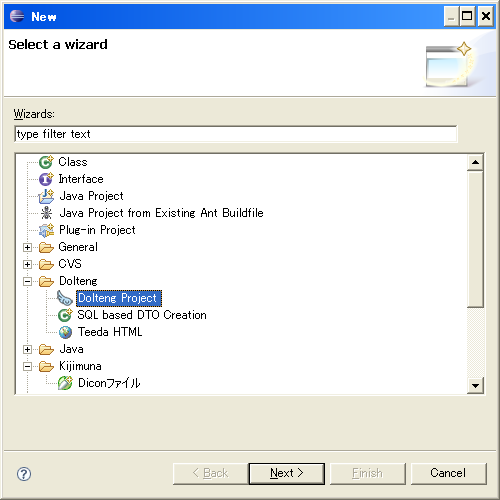 New
Select a wizard
Wizards:
type filter text
Class
Interface
Java Project
Java Project from Existing Ant Buildfile
Plug-in Project
General
CVS
Dolteng
Dolteng Project
SQL based DTO Creation
Teeda HTML
Java
Kijimuna
Diconファイル
?
< Back
Next >
Finish
Cancel